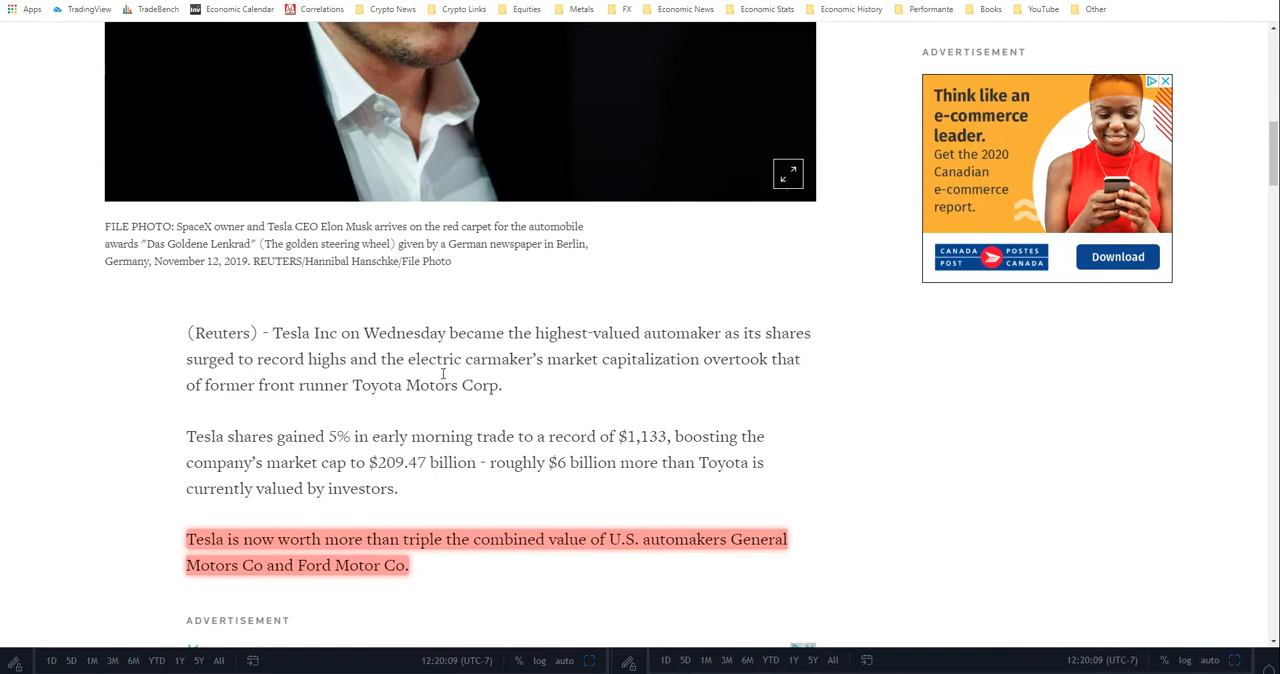 Apps TradingView TradeBench Economic Calendar Correlations Crypto News Crypto Links Equities Metals FX Economic News Economic Stats Economic History Performante Books YouTube Other
ADVERTISEMENT
Think like an
e-commerce
leader.
Get the 2020
Canadian
e-commerce
report.
CANADA POSTES
POST CANADA
Download
FILE PHOTO: SpaceX owner and Tesla CEO Elon Musk arrives on the red carpet for the automobile
awards "Das Goldene Lenkrad" (The golden steering wheel) given by a German newspaper in Berlin,
Germany, November 12, 2019. REUTERS/Hannibal Hanschke/File Photo
(Reuters) - Tesla Inc on Wednesday became the highest-valued automaker as its shares
surged to record highs and the electric carmaker's market capitalization overtook that
of former front runner Toyota Motors Corp.
Tesla shares gained 5% in early morning trade to a record of $1,133, boosting the
company's market cap to $209.47 billion - roughly $6 billion more than Toyota is
currently valued by investors.
Tesla is now worth more than triple the combined value of U.S. automakers General
Motors Co and Ford Motor Co.
ADVERTISEMENT
1D 5D 1M 3M 6M YTD 1Y 5Y All 12:20:09 (UTC-7) % log auto 1D 5D 1M 3M 6M YTD 1Y 5Y All 12:20:09 (UTC-7) % log auto